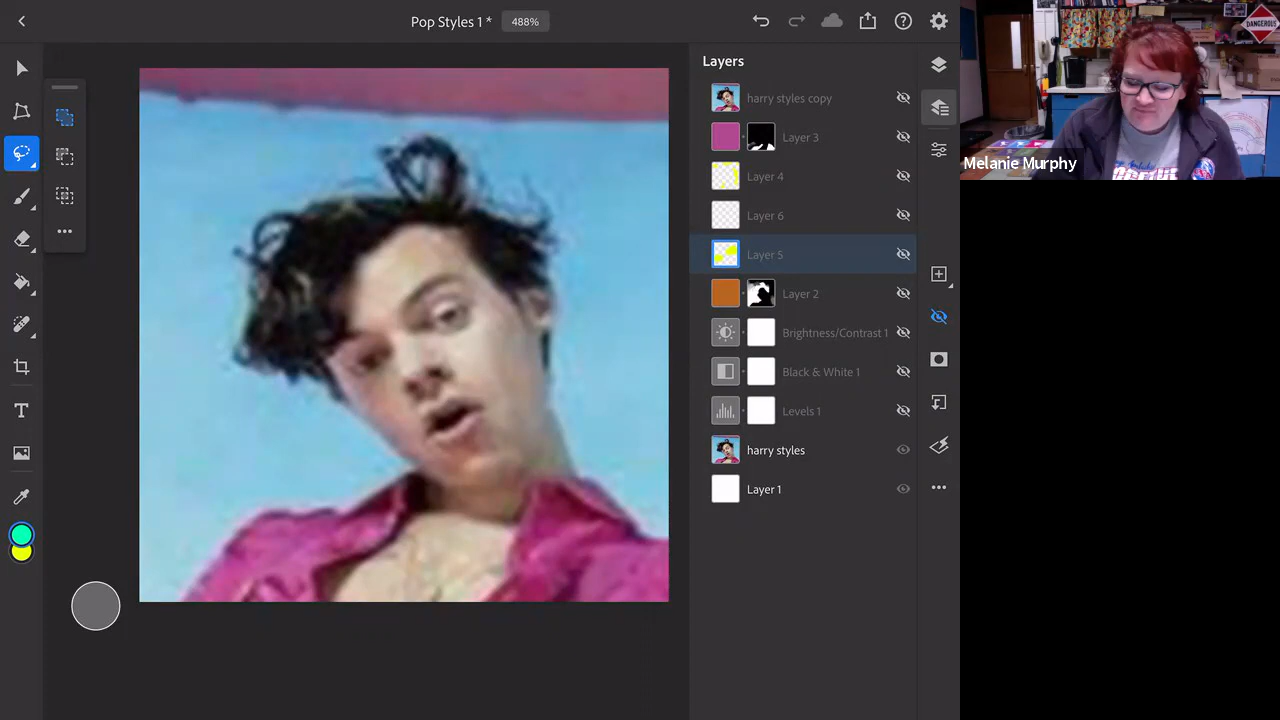 Pop Styles 1 *
488%
Layers
harry styles copy
Layer 3
Layer 4
Layer 6
Layer 5
Layer 2
Brightness/Contrast 1
Black & White 1
Levels 1
harry styles
Layer 1
DANGEROUS
Melanie Murphy